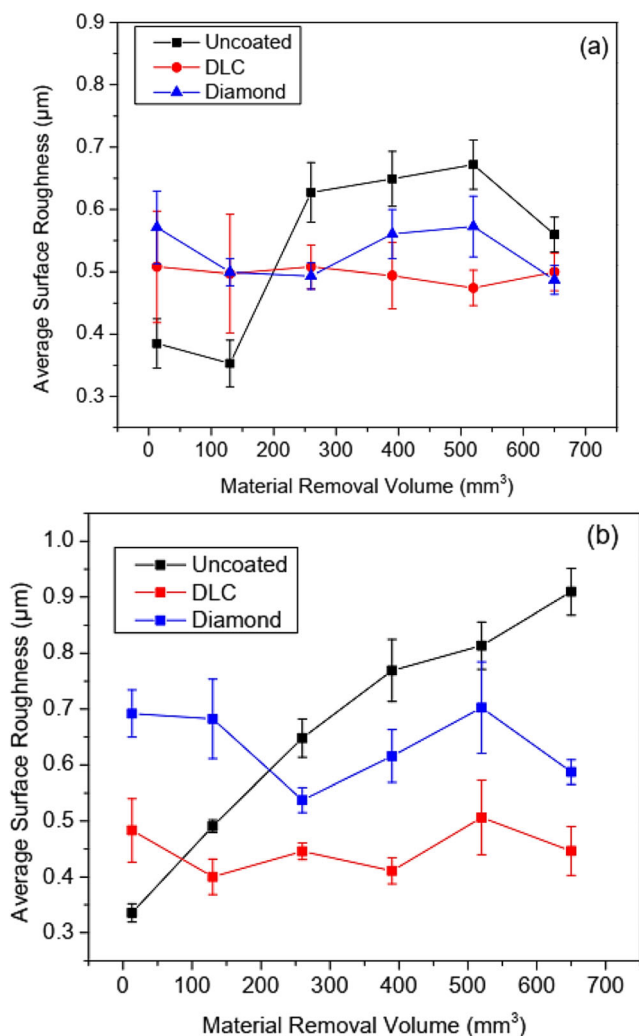 (a)
Uncoated
DLC
Diamond
Average Surface Roughness (μm)
0.9
0.8
0.7
0.6
0.5
0.4
0.3
0 100 200 300 400 500 600 700
Material Removal Volume (mm³)
(b)
Uncoated
DLC
Diamond
Average Surface Roughness (μm)
1.0
0.9
0.8
0.7
0.6
0.5
0.4
0.3
0 100 200 300 400 500 600 700
Material Removal Volume (mm³)